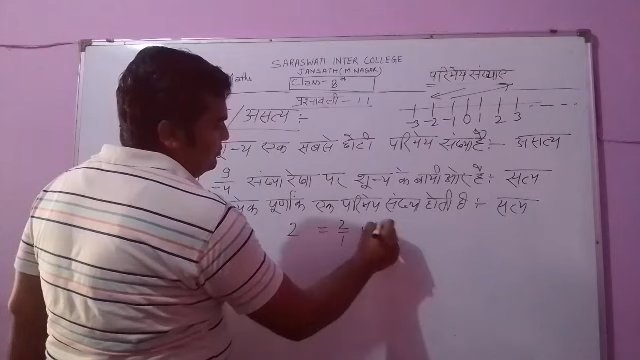 SARASWATI INTER COLLEGE
JANSATH (M NAGAR)
Maths
Class - 8th
परिमेय संख्याएं
प्रश्नावली - 1.1
/असत्य :-
-3 -2 -1 0 1 2 3
शून्य एक सबसे छोटी परिमेय संख्या है :- असत्य
9/-4 संख्या रेखा पर शून्य के बायी ओर है :- सत्य
पूर्णांक एक परिमेय संख्या होती है :- सत्य
2 = 2/1